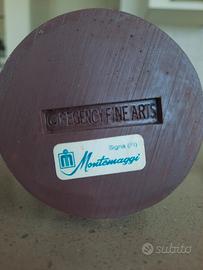 © REGENCY FINE ARTS
Signa (FI)
m
Montemaggi
subito